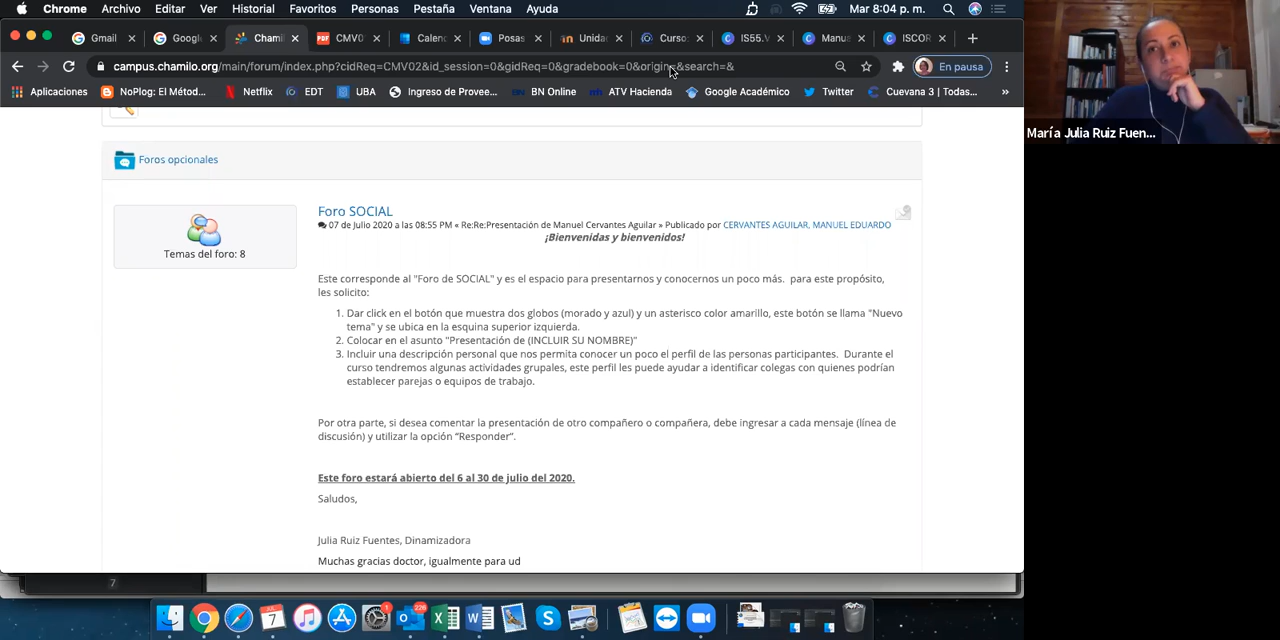 Chrome Archivo Editar Ver Historial Favoritos Personas Pestaña Ventana Ayuda Mar 8:04 p. m.
Gmail Google Chami CMV0 Calend Posas Unida Curso: IS55.V Manua ISCOR
campus.chamilo.org/main/forum/index.php?cidReq=CMV02&id_session=0&gidReq=0&gradebook=0&origin=&search=& En pausa
Aplicaciones NoPlog: El Métod... Netflix EDT UBA Ingreso de Provee... BN Online ATV Hacienda Google Académico Twitter Cuevana 3 | Todas... »
María Julia Ruiz Fuen...
Foros opcionales
Foro SOCIAL
07 de Julio 2020 a las 08:55 PM « Re:Re:Presentación de Manuel Cervantes Aguilar » Publicado por CERVANTES AGUILAR, MANUEL EDUARDO
¡Bienvenidas y bienvenidos!
Temas del foro: 8
Este corresponde al "Foro de SOCIAL" y es el espacio para presentarnos y conocernos un poco más. para este propósito,
les solicito:
1. Dar click en el botón que muestra dos globos (morado y azul) y un asterisco color amarillo, este botón se llama "Nuevo
tema" y se ubica en la esquina superior izquierda.
2. Colocar en el asunto "Presentación de (INCLUIR SU NOMBRE)"
3. Incluir una descripción personal que nos permita conocer un poco el perfil de las personas participantes. Durante el
curso tendremos algunas actividades grupales, este perfil les puede ayudar a identificar colegas con quienes podrían
establecer parejas o equipos de trabajo.
Por otra parte, si desea comentar la presentación de otro compañero o compañera, debe ingresar a cada mensaje (línea de
discusión) y utilizar la opción “Responder”.
Este foro estará abierto del 6 al 30 de julio del 2020.
Saludos,
Julia Ruiz Fuentes, Dinamizadora
Muchas gracias doctor, igualmente para ud
7